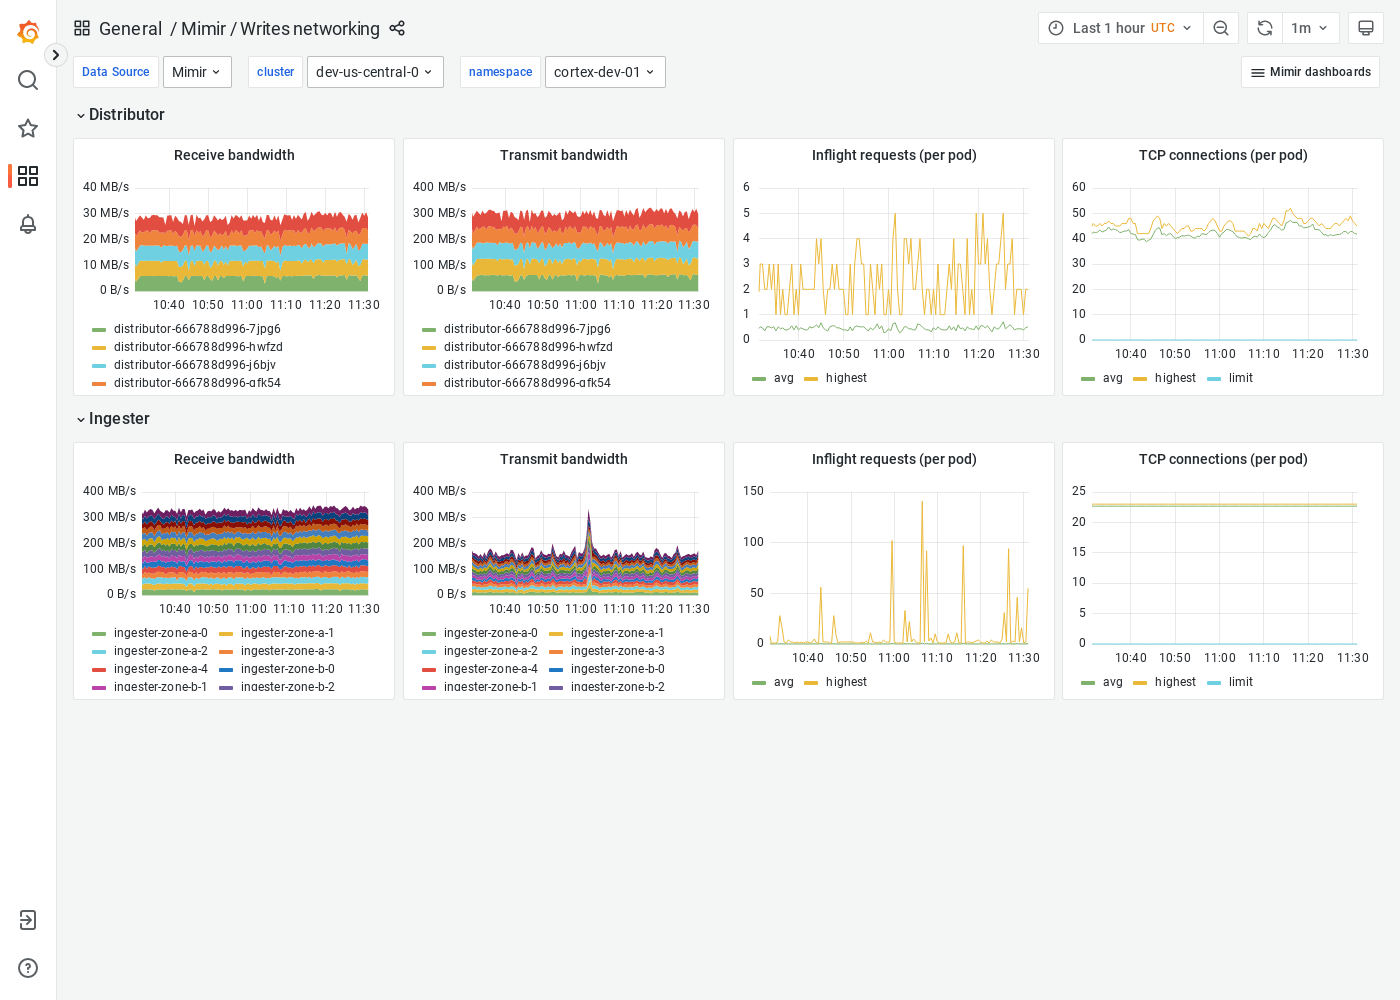 General / Mimir / Writes networking
Last 1 hour UTC
1m
Data Source Mimir cluster dev-us-central-0 namespace cortex-dev-01
Mimir dashboards
Distributor
Receive bandwidth
40 MB/s
30 MB/s
20 MB/s
10 MB/s
0 B/s
10:40 10:50 11:00 11:10 11:20 11:30
distributor-666788d996-7jpg6
distributor-666788d996-hwfzd
distributor-666788d996-j6bjv
distributor-666788d996-qfk54
Transmit bandwidth
400 MB/s
300 MB/s
200 MB/s
100 MB/s
0 B/s
10:40 10:50 11:00 11:10 11:20 11:30
distributor-666788d996-7jpg6
distributor-666788d996-hwfzd
distributor-666788d996-j6bjv
distributor-666788d996-qfk54
Inflight requests (per pod)
6
5
4
3
2
1
0
10:40 10:50 11:00 11:10 11:20 11:30
avg highest
TCP connections (per pod)
60
50
40
30
20
10
0
10:40 10:50 11:00 11:10 11:20 11:30
avg highest limit
Ingester
Receive bandwidth
400 MB/s
300 MB/s
200 MB/s
100 MB/s
0 B/s
10:40 10:50 11:00 11:10 11:20 11:30
ingester-zone-a-0 ingester-zone-a-1
ingester-zone-a-2 ingester-zone-a-3
ingester-zone-a-4 ingester-zone-b-0
ingester-zone-b-1 ingester-zone-b-2
Transmit bandwidth
400 MB/s
300 MB/s
200 MB/s
100 MB/s
0 B/s
10:40 10:50 11:00 11:10 11:20 11:30
ingester-zone-a-0 ingester-zone-a-1
ingester-zone-a-2 ingester-zone-a-3
ingester-zone-a-4 ingester-zone-b-0
ingester-zone-b-1 ingester-zone-b-2
Inflight requests (per pod)
150
100
50
0
10:40 10:50 11:00 11:10 11:20 11:30
avg highest
TCP connections (per pod)
25
20
15
10
5
0
10:40 10:50 11:00 11:10 11:20 11:30
avg highest limit